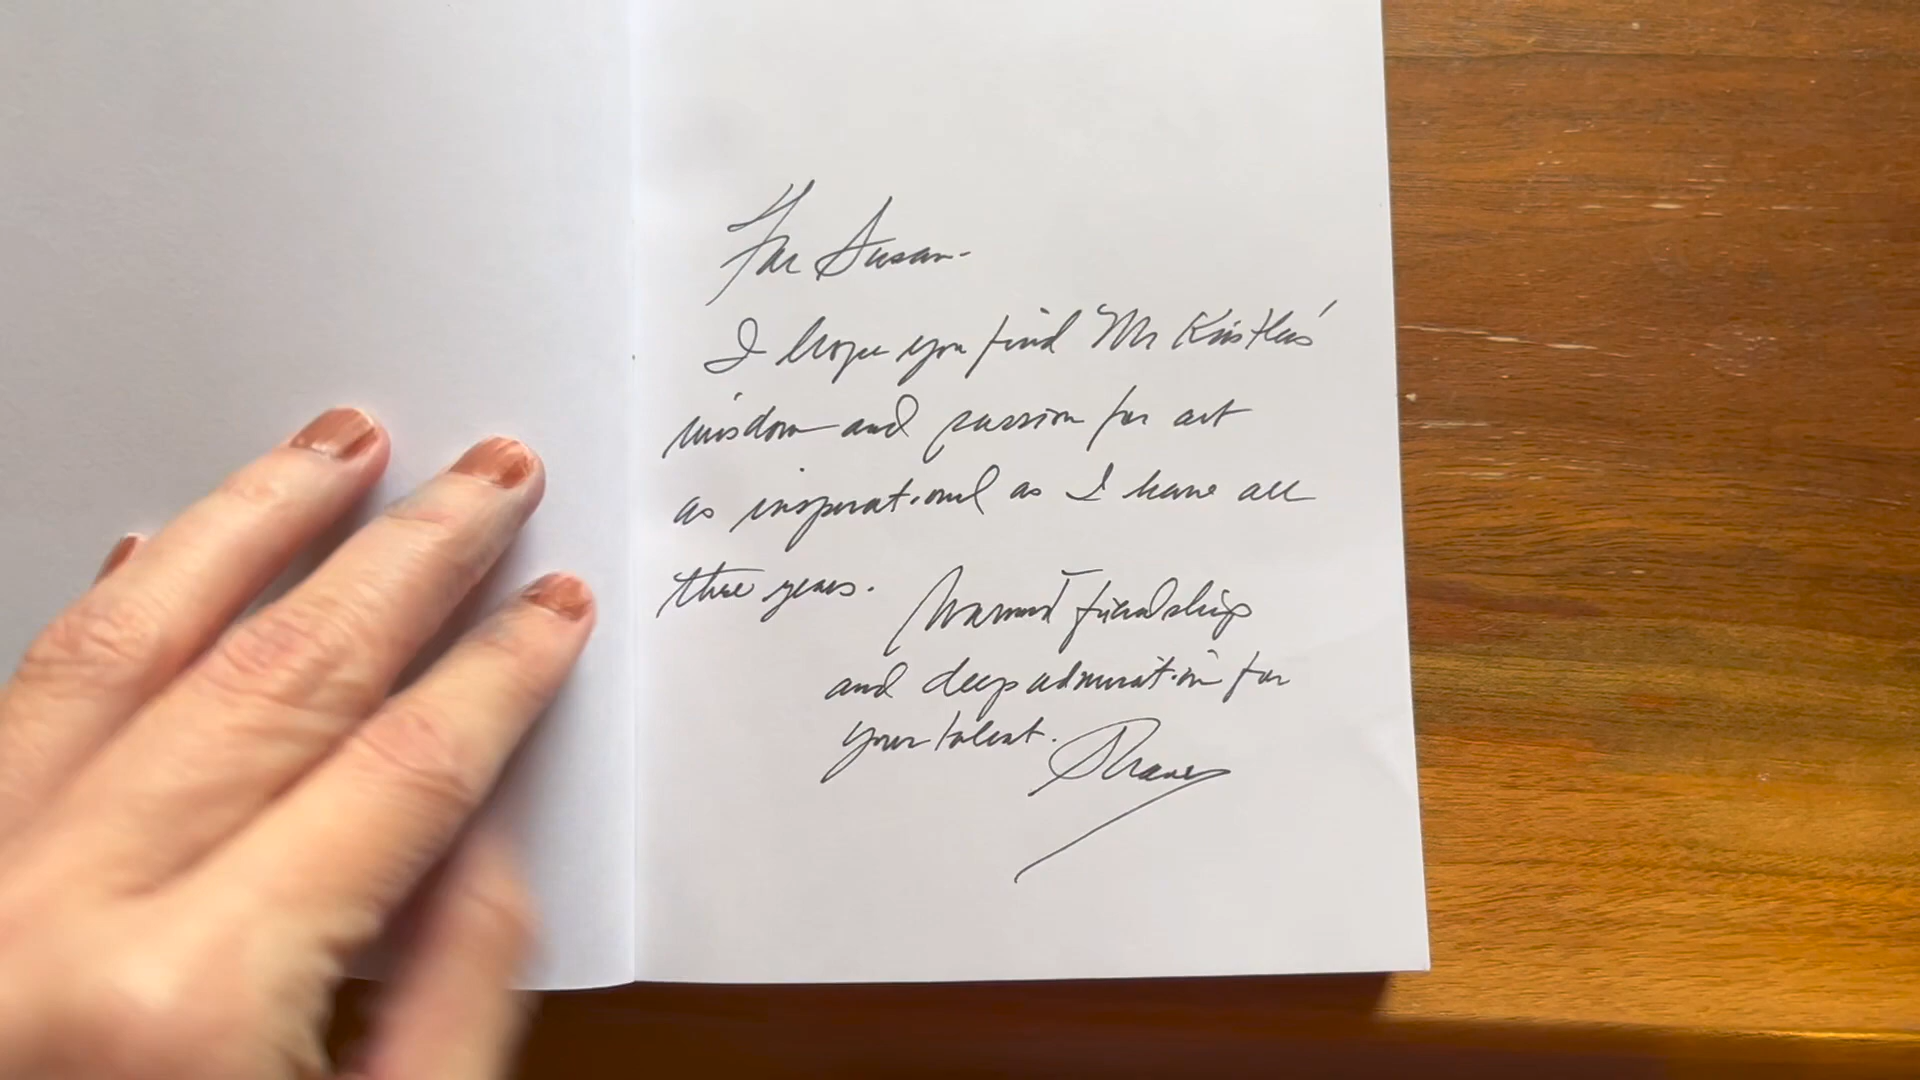 For Susan-
I hope you find Mr
wisdom and passion for art
as inspirational as I have all
these years.
Warmest friendship
and deep admiration for
your talent.